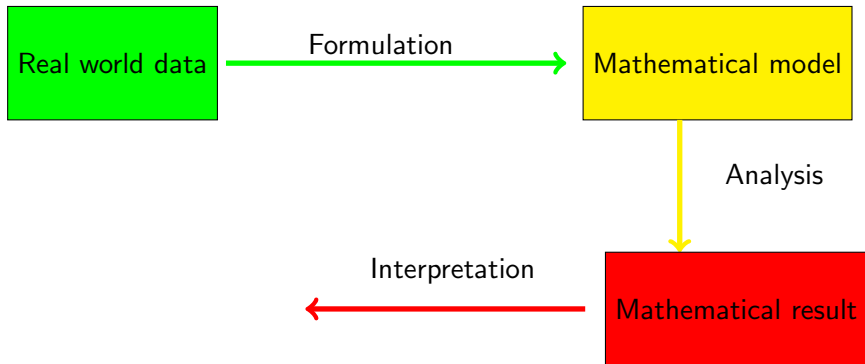 Real world data
Formulation
Mathematical model
Analysis
Interpretation
Mathematical result